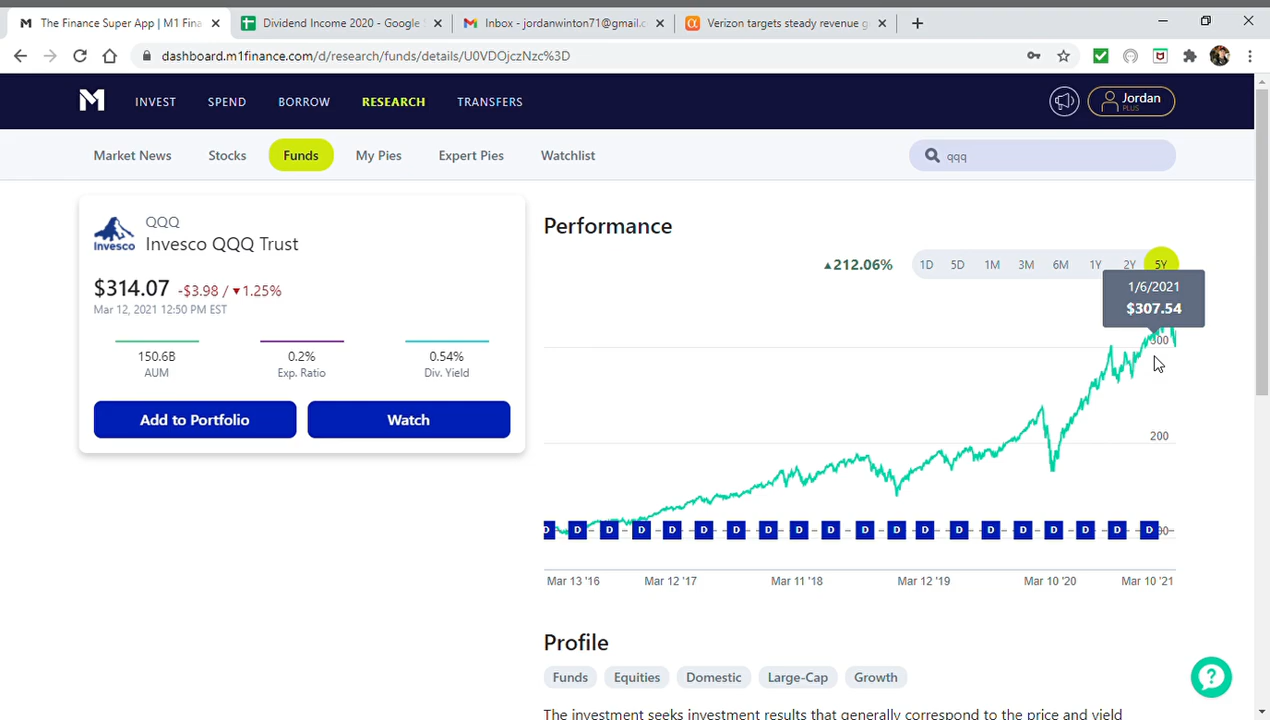 The Finance Super App | M1 Fina
Dividend Income 2020 - Google S
Inbox - jordanwinton71@gmail.c
Verizon targets steady revenue g
dashboard.m1finance.com/d/research/funds/details/U0VDOjczNzc%3D
INVEST
SPEND
BORROW
RESEARCH
TRANSFERS
Jordan
PLUS
Market News
Stocks
Funds
My Pies
Expert Pies
Watchlist
qqq
Invesco
QQQ
Invesco QQQ Trust
$314.07 -$3.98 / ▼1.25%
Mar 12, 2021 12:50 PM EST
150.6B
AUM
0.2%
Exp. Ratio
0.54%
Div. Yield
Add to Portfolio
Watch
Performance
▲212.06%
1D 5D 1M 3M 6M 1Y 2Y 5Y
1/6/2021
$307.54
300
200
D D D D D D D D D D D D D D D D D D D D
Mar 13 '16
Mar 12 '17
Mar 11 '18
Mar 12 '19
Mar 10 '20
Mar 10 '21
Profile
Funds
Equities
Domestic
Large-Cap
Growth
The investment seeks investment results that generally correspond to the price and yield